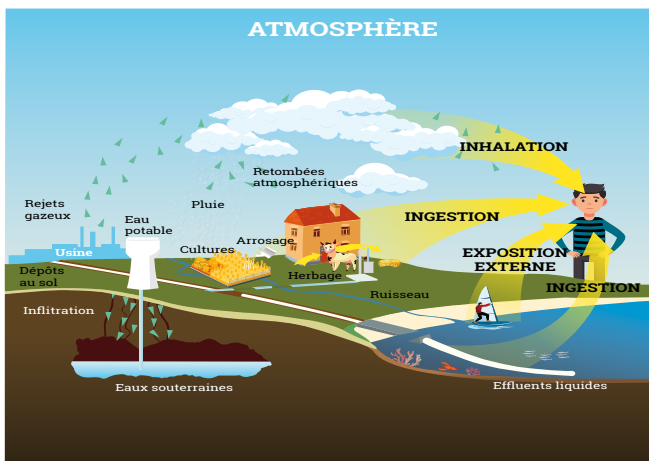 ATMOSPHÈRE
INHALATION
Retombées
atmosphériques
Rejets
gazeux
Pluie
Eau
potable
INGESTION
Usine
Cultures
Arrosage
EXPOSITION
EXTERNE
Dépôts
au sol
Herbage
INGESTION
Ruisseau
Inflitration
Eaux souterraines
Effluents liquides